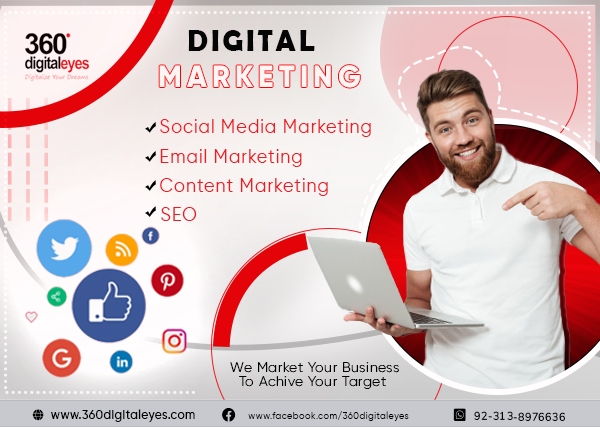 360°
digitaleyes
Digitalize Your Dreams
DIGITAL
MARKETING
Social Media Marketing
Email Marketing
Content Marketing
SEO
We Market Your Business
To Achive Your Target
www.360digitaleyes.com
www.facebook.com/360digitaleyes
92-313-8976636